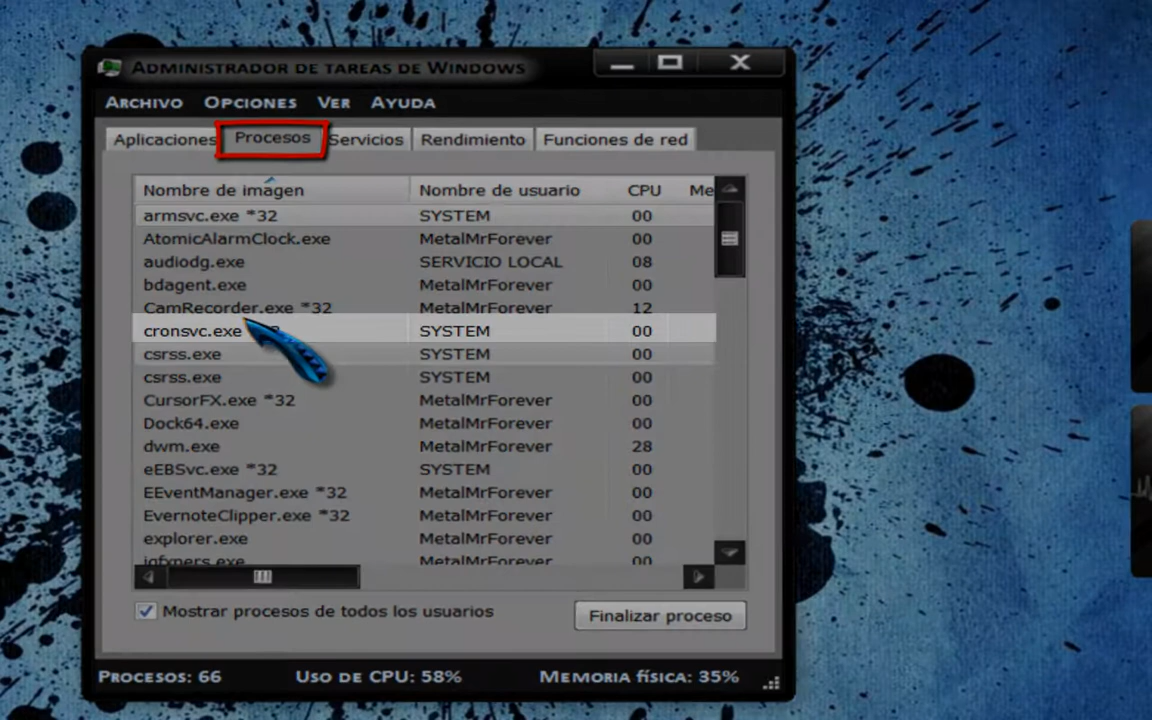 Administrador de tareas de Windows
Archivo Opciones Ver Ayuda
Aplicaciones Procesos Servicios Rendimiento Funciones de red
Nombre de imagen Nombre de usuario CPU Me
armsvc.exe *32 SYSTEM 00
AtomicAlarmClock.exe MetalMrForever 00
audiodg.exe SERVICIO LOCAL 08
bdagent.exe MetalMrForever 00
CamRecorder.exe *32 MetalMrForever 12
cronsvc.exe SYSTEM 00
csrss.exe SYSTEM 00
csrss.exe SYSTEM 00
CursorFX.exe *32 MetalMrForever 00
Dock64.exe MetalMrForever 00
dwm.exe MetalMrForever 28
eEBSvc.exe *32 SYSTEM 00
EEventManager.exe *32 MetalMrForever 00
EvernoteClipper.exe *32 MetalMrForever 00
explorer.exe MetalMrForever 00
igfxpers.exe MetalMrForever 00
Mostrar procesos de todos los usuarios Finalizar proceso
Procesos: 66 Uso de CPU: 58% Memoria física: 35%